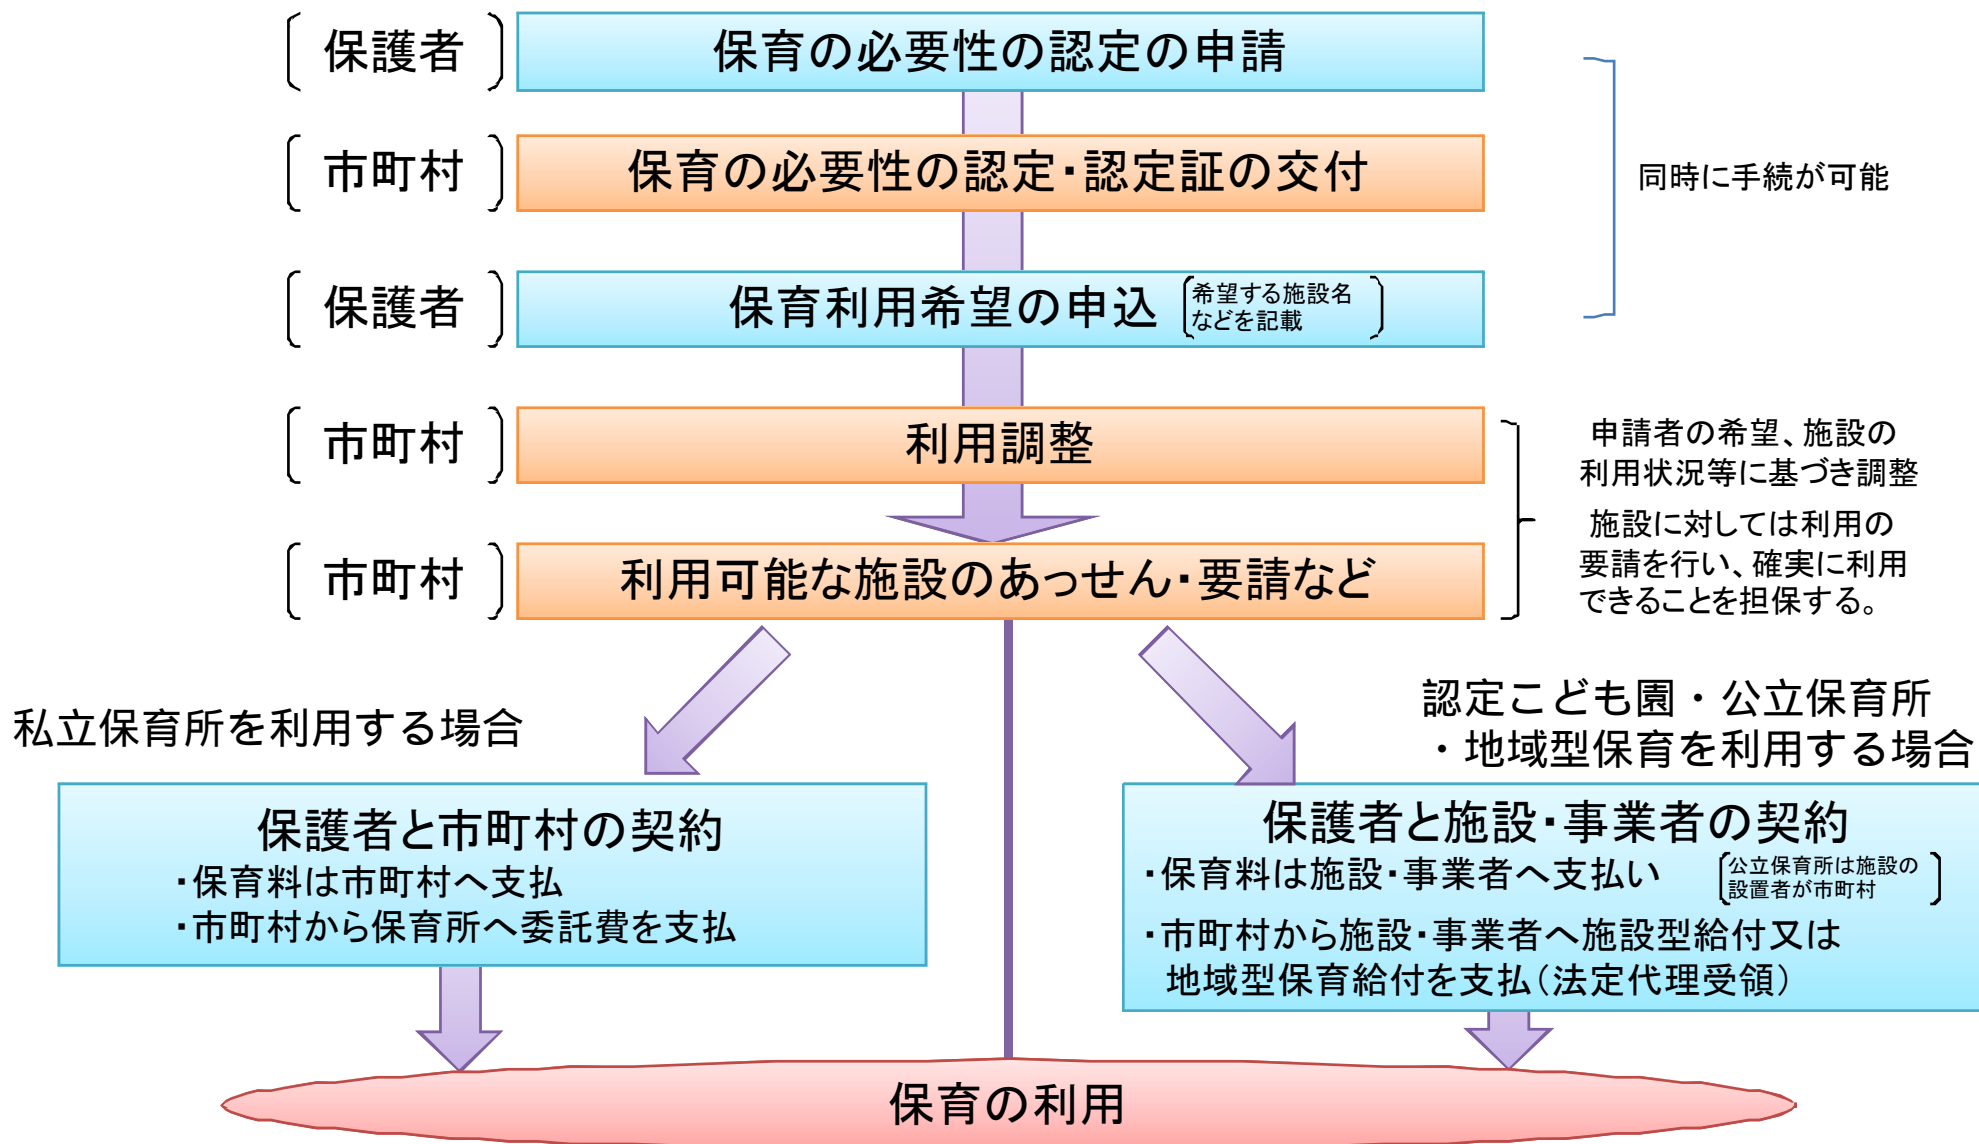 保護者
保育の必要性の認定の申請
市町村
保育の必要性の認定・認定証の交付
同時に手続が可能
保護者
保育利用希望の申込
希望する施設名
などを記載
市町村
利用調整
申請者の希望、施設の
利用状況等に基づき調整
市町村
利用可能な施設のあっせん・要請など
施設に対しては利用の
要請を行い、確実に利用
できることを担保する。
私立保育所を利用する場合
保護者と市町村の契約
・保育料は市町村へ支払
・市町村から保育所へ委託費を支払
認定こども園・公立保育所
・地域型保育を利用する場合
保護者と施設・事業者の契約
・保育料は施設・事業者へ支払い
公立保育所は施設の
設置者が市町村
・市町村から施設・事業者へ施設型給付又は
地域型保育給付を支払（法定代理受領）
保育の利用